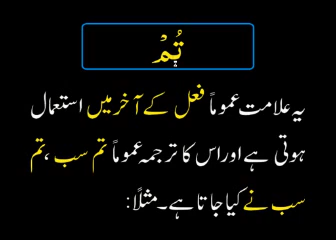 تُمْ
یہ علامت عموماً فعل کے آخر میں استعمال
ہوتی ہے اور اس کا ترجمہ عموماً تم سب ، تم
سب نے کیا جاتا ہے۔ مثلاً: